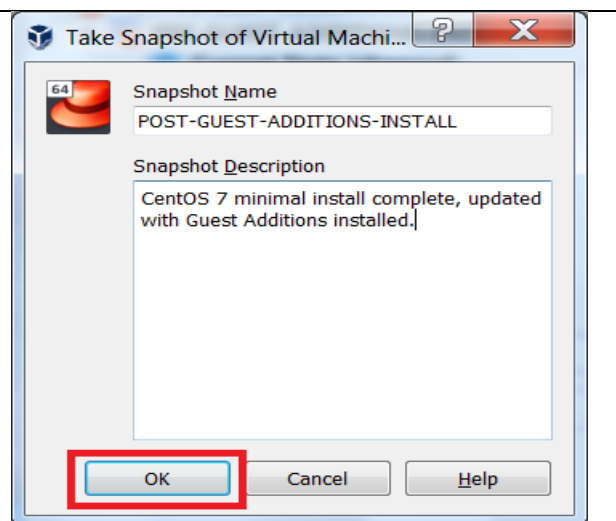 Take Snapshot of Virtual Machi...
64
Snapshot Name
POST-GUEST-ADDITIONS-INSTALL
Snapshot Description
CentOS 7 minimal install complete, updated
with Guest Additions installed.
OK Cancel Help